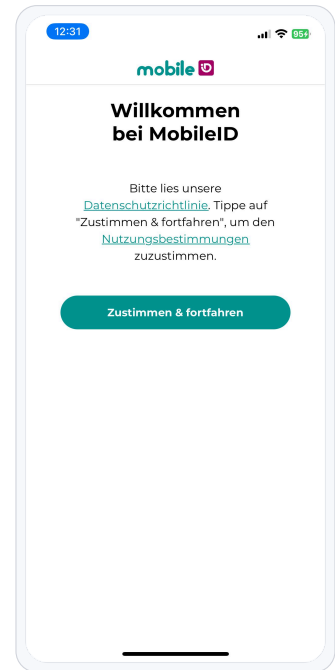 12:31
95
mobile ID
Willkommen
bei MobileID
Bitte lies unsere
Datenschutzrichtlinie. Tippe auf
"Zustimmen & fortfahren", um den
Nutzungsbestimmungen
zuzustimmen.
Zustimmen & fortfahren